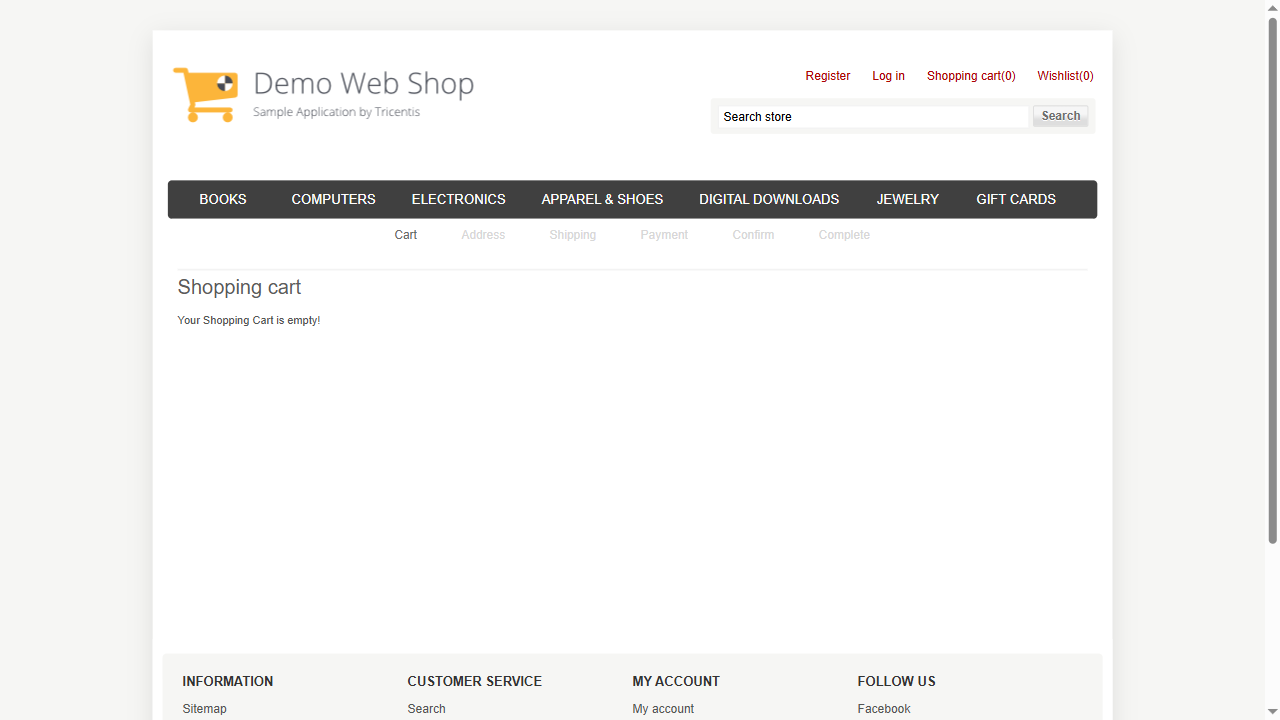 Demo Web Shop
Sample Application by Tricentis
Register Log in Shopping cart(0) Wishlist(0)
Search store Search
BOOKS COMPUTERS ELECTRONICS APPAREL & SHOES DIGITAL DOWNLOADS JEWELRY GIFT CARDS
Cart Address Shipping Payment Confirm Complete
Shopping cart
Your Shopping Cart is empty!
INFORMATION CUSTOMER SERVICE MY ACCOUNT FOLLOW US
Sitemap Search My account Facebook